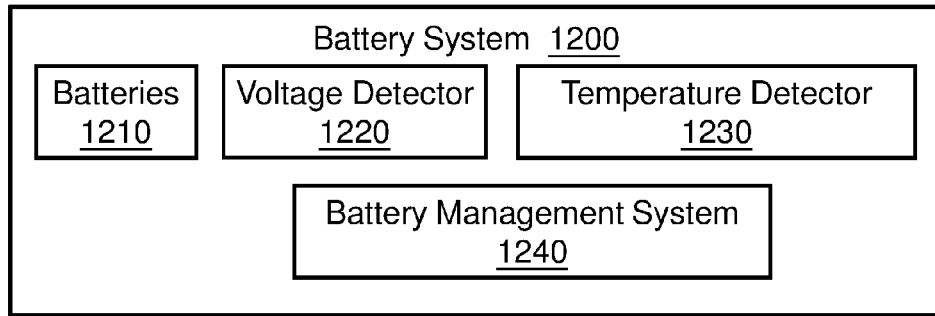 Battery System 1200
Batteries
1210
Voltage Detector
1220
Temperature Detector
1230
Battery Management System
1240